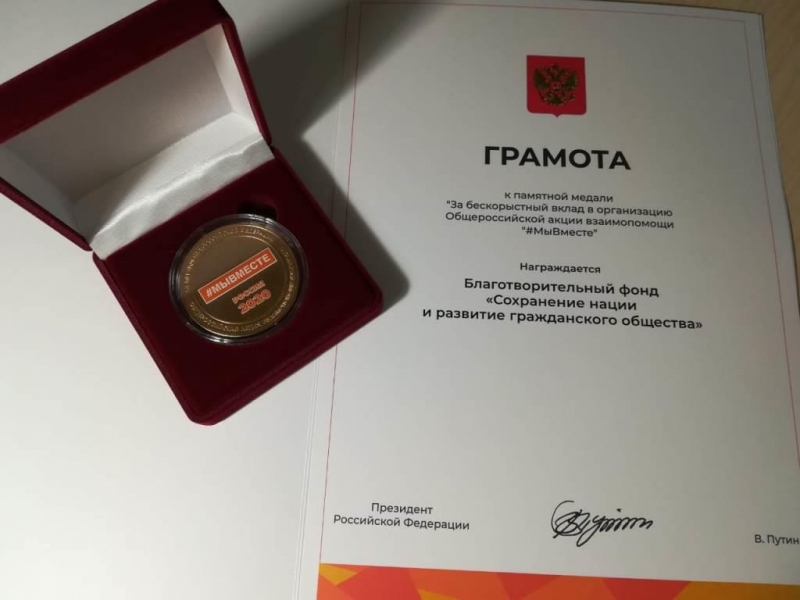 #МЫВМЕСТЕ
РОССИЯ
2020
ГРАМОТА
к памятной медали
"За бескорыстный вклад в организацию
Общероссийской акции взаимопомощи
"#МыВместе"
Награждается
Благотворительный фонд
«Сохранение нации
и развитие гражданского общества»
Президент
Российской Федерации
В. Путин